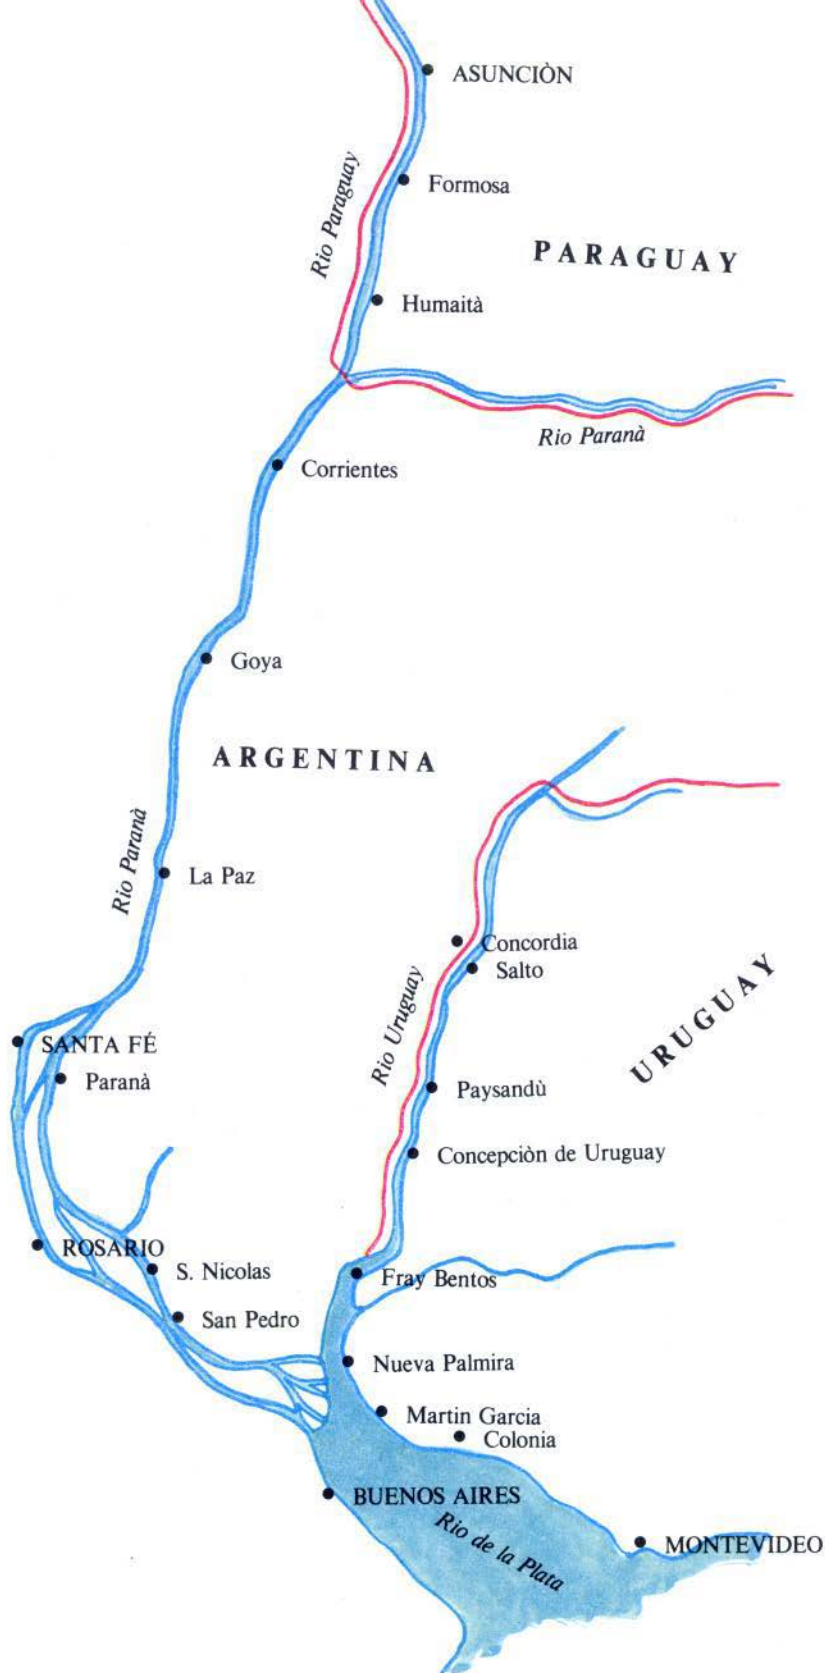 ASUNCIÒN
Formosa
Rio Paraguay
PARAGUAY
Humaità
Rio Paranà
Corrientes
Goya
ARGENTINA
Rio Paranà
La Paz
Concordia
Salto
URUGUAY
Rio Uruguay
SANTA FÉ
Paranà
Paysandù
Concepciòn de Uruguay
ROSARIO
S. Nicolas
Fray Bentos
San Pedro
Nueva Palmira
Martin Garcia
Colonia
BUENOS AIRES
Rio de la Plata
MONTEVIDEO